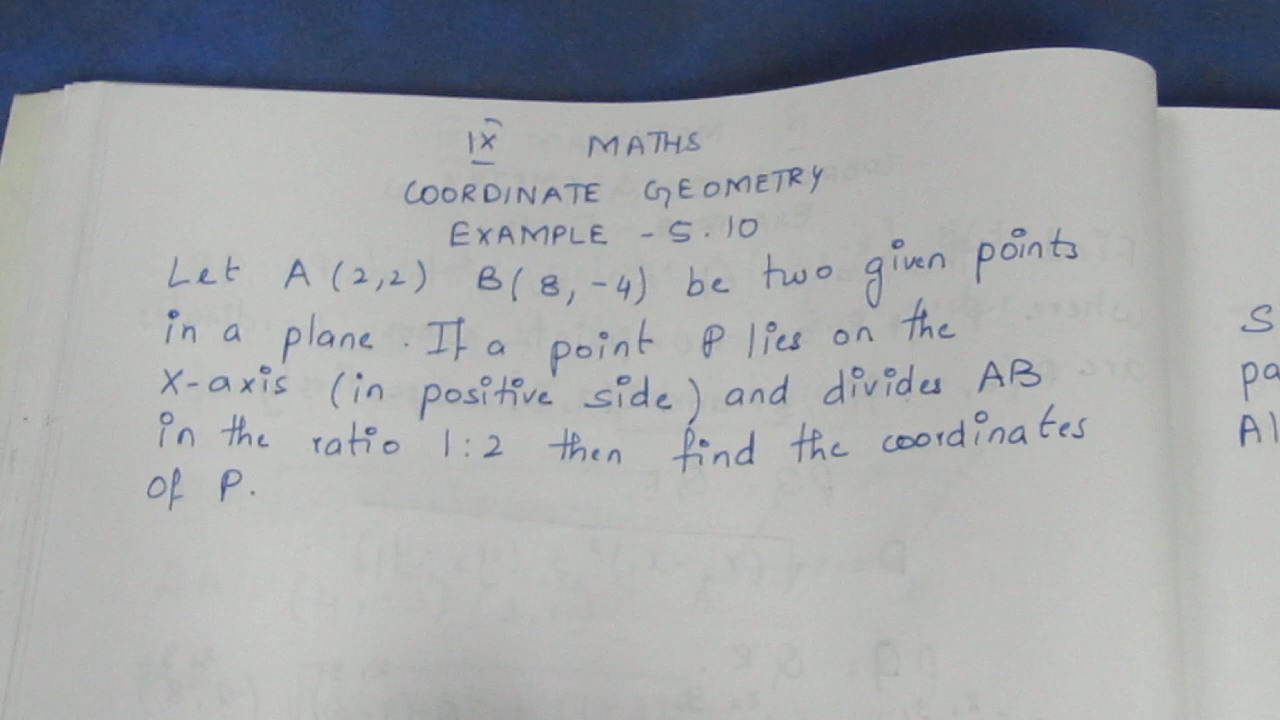 IX MATHS
COORDINATE GEOMETRY
EXAMPLE - 5.10
Let A (2,2) B( 8, -4) be two given points
in a plane. If a point P lies on the
X-axis (in positive side) and divides AB
in the ratio 1:2 then find the coordinates
of P.
S
pa
Al